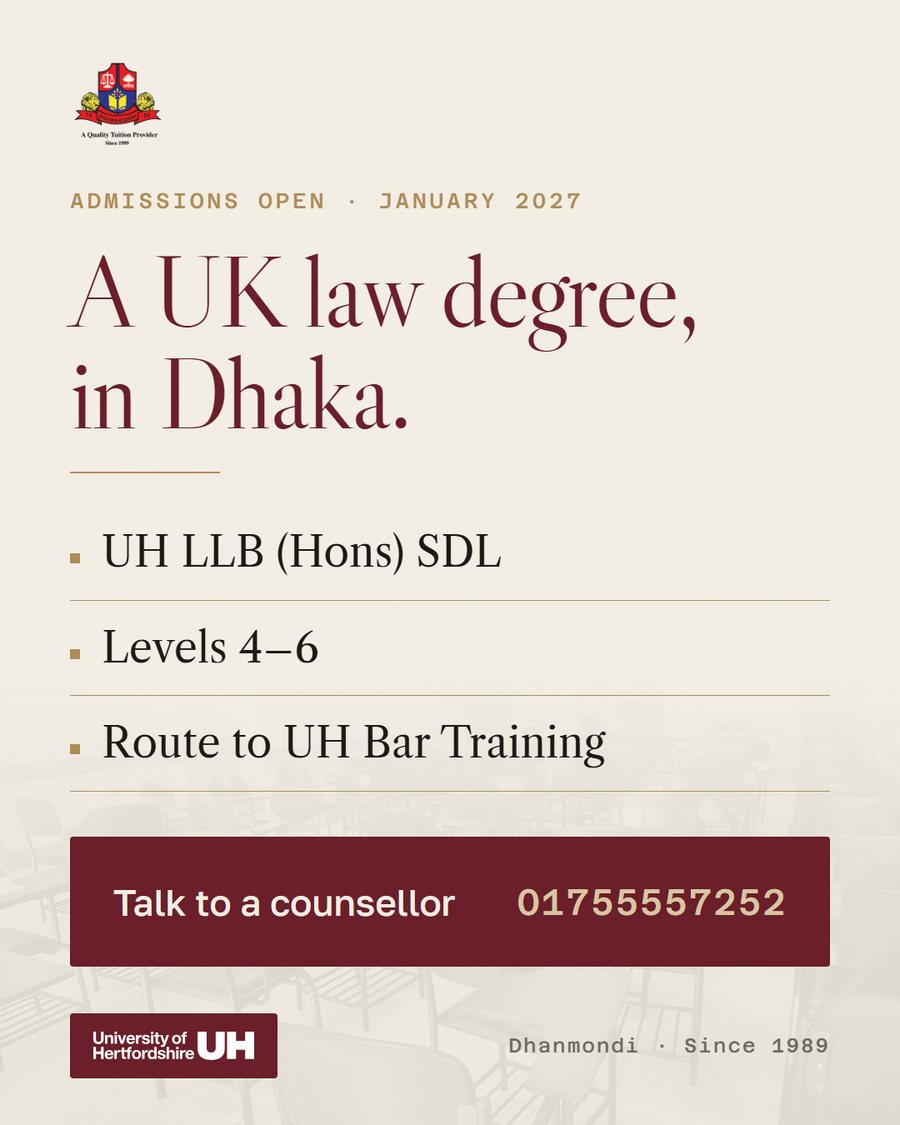 A Quality Tuition Provider
Since 1989
ADMISSIONS OPEN · JANUARY 2027
A UK law degree,
in Dhaka.
UH LLB (Hons) SDL
Levels 4–6
Route to UH Bar Training
Talk to a counsellor 01755557252
University of
Hertfordshire UH
Dhanmondi · Since 1989